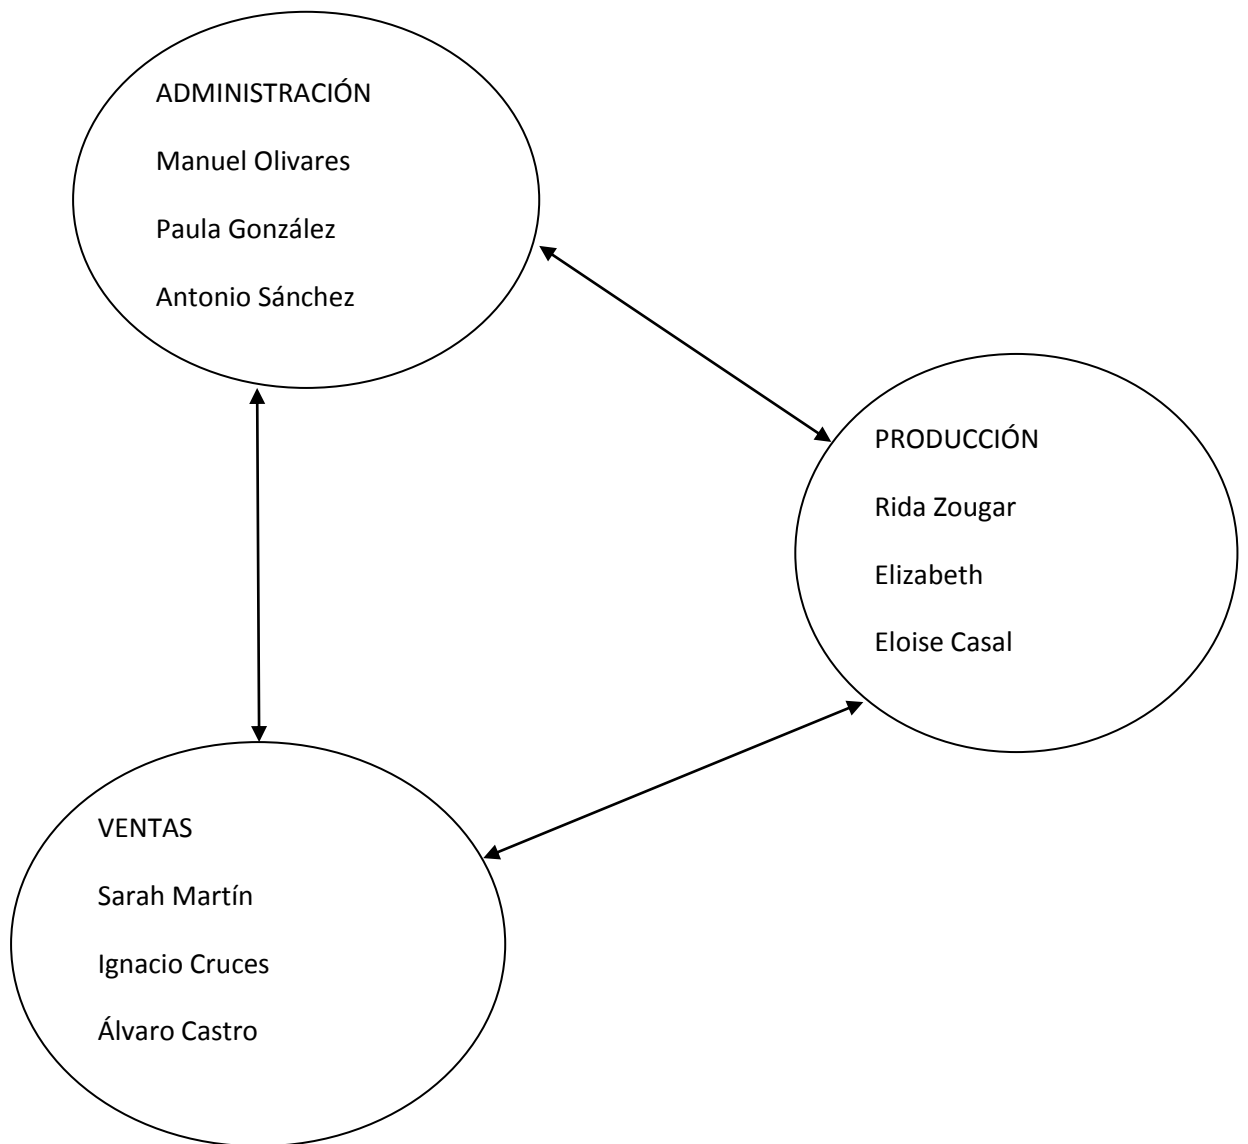 ADMINISTRACIÓN
Manuel Olivares
Paula González
Antonio Sánchez
PRODUCCIÓN
Rida Zougar
Elizabeth
Eloise Casal
VENTAS
Sarah Martín
Ignacio Cruces
Álvaro Castro